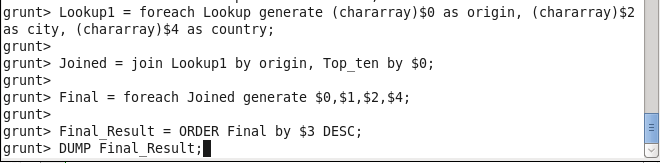 grunt> Lookup1 = foreach Lookup generate (chararray)$0 as origin, (chararray)$2
as city, (chararray)$4 as country;
grunt>
grunt> Joined = join Lookup1 by origin, Top_ten by $0;
grunt>
grunt> Final = foreach Joined generate $0,$1,$2,$4;
grunt>
grunt> Final_Result = ORDER Final by $3 DESC;
grunt> DUMP Final_Result;